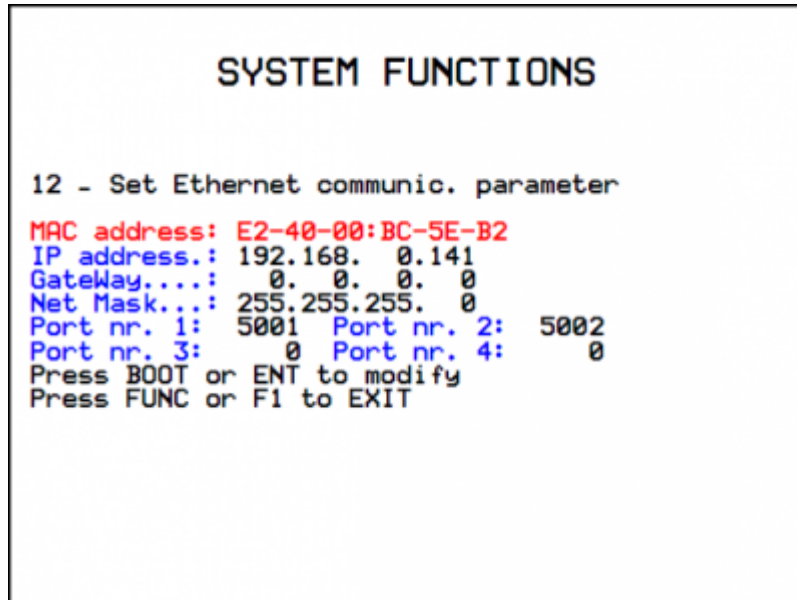 SYSTEM FUNCTIONS
12 - Set Ethernet communic. parameter
MAC address: E2-40-00:BC-5E-B2
IP address.: 192.168.  0.141
GateWay....:   0.  0.  0.  0
Net Mask...: 255.255.255.  0
Port nr. 1:  5001  Port nr. 2:  5002
Port nr. 3:     0  Port nr. 4:     0
Press BOOT or ENT to modify
Press FUNC or F1 to EXIT